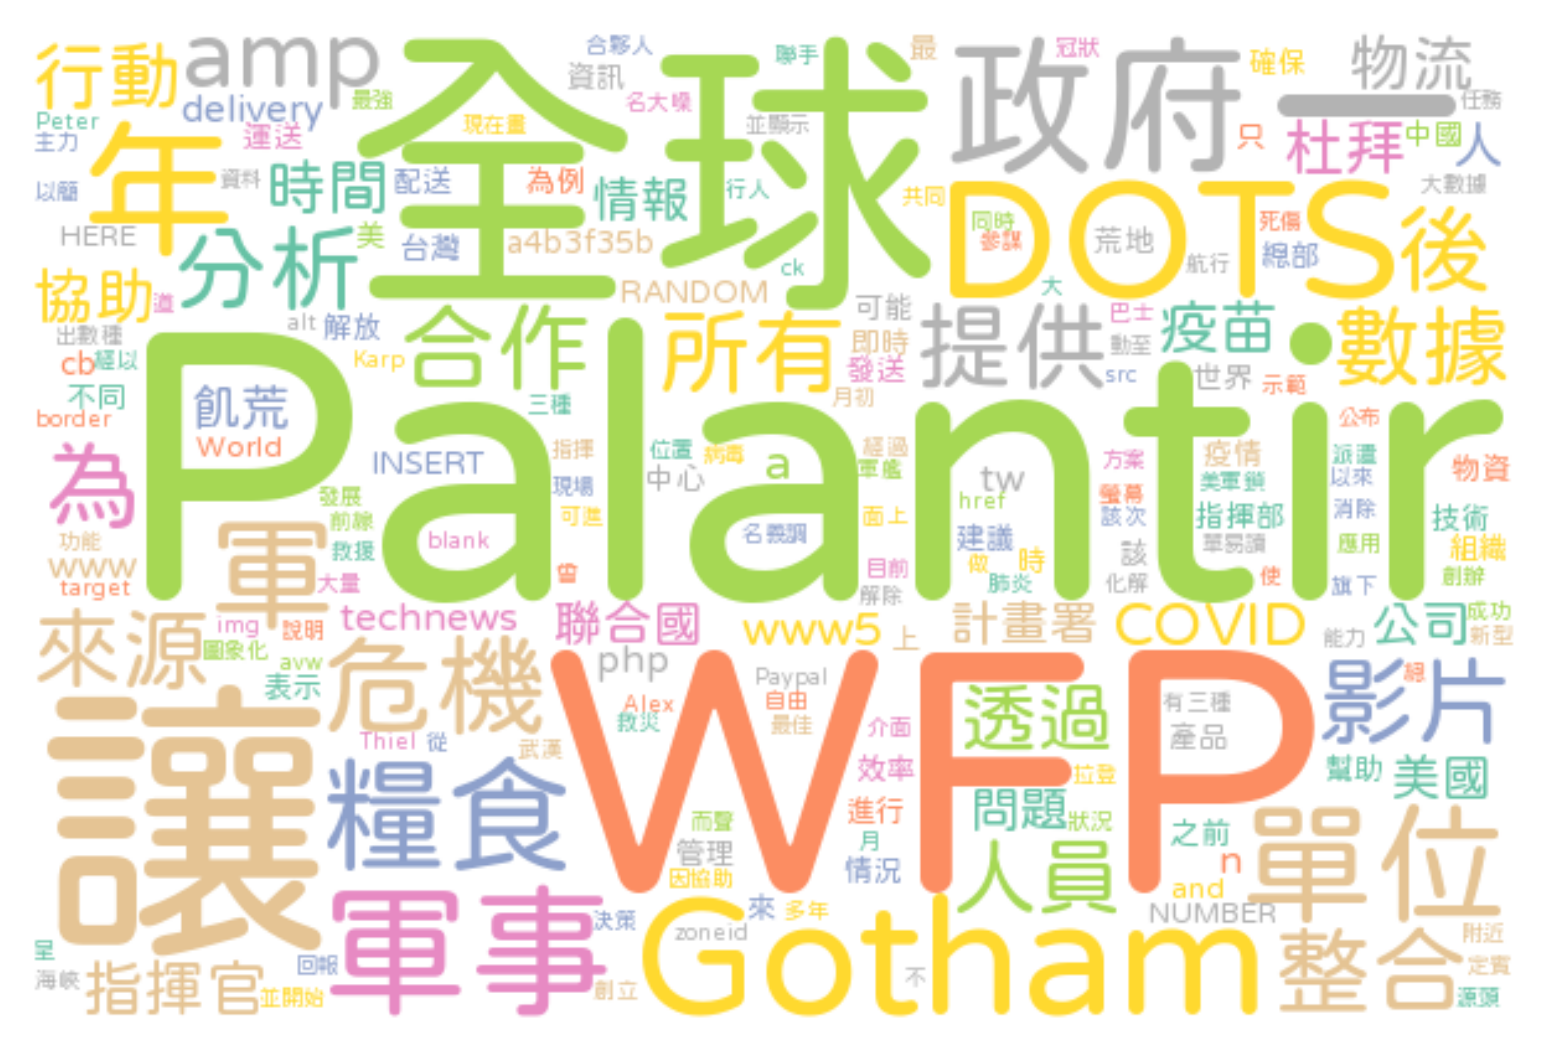 行動
amp
全球
合夥人
資訊
聯手
最
政府
冠狀
確保
物流
一
任務
delivery
最強
名大噪
Peter
主力
運送
年
現在畫
並顯示
只
杜拜
中國
人
以簡
資料
時間
配送
為例
情報
行人
共同
DOTS
同時
參謀
荒地
死傷
總部
大數據
後
HERE
分析
美
台灣
a4b3f35b
ck
航行
協助
道
RANDOM
可能
大
巴士
疫苗
出數種
alt
解放
合作
所有
即時
提供
動至
數據
cb
經以
Karp
發送
src
世界
示範
不同
飢荒
三種
月初
border
World
Palantir
公布
為
INSERT
指揮
位置
病毒
經過
軍艦
中心
a
tw
方案
疫情
派遣
物資
發展
現場
href
螢幕
美軍鎖
以來
前線
可進
名義調
面上
該次
指揮部
消除
技術
功能
軍
救援
blank
建議
單易讀
應用
組織
www
大量
曾
目前
做
時
該
使
創辦
target
解除
肺炎
化解
旗下
來源
img
說明
technews
聯合國
www5
上
計畫署
COVID
能力
公司
成功
新型
圖象化
avw
表示
危機
php
Paypal
WFP
透過
有三種
影片
總
Alex
自由
救災
最佳
介面
產品
Thiel
從
武漢
讓
糧食
效率
拉登
幫助
美國
而聲
進行
問題
狀況
之前
單位
管理
月
n
因協助
情況
人員
and
軍事
決策
Gotham
來
多年
NUMBER
zoneid
整合
附近
呈
海峽
指揮官
回報
並開始
創立
不
定賓
源頭